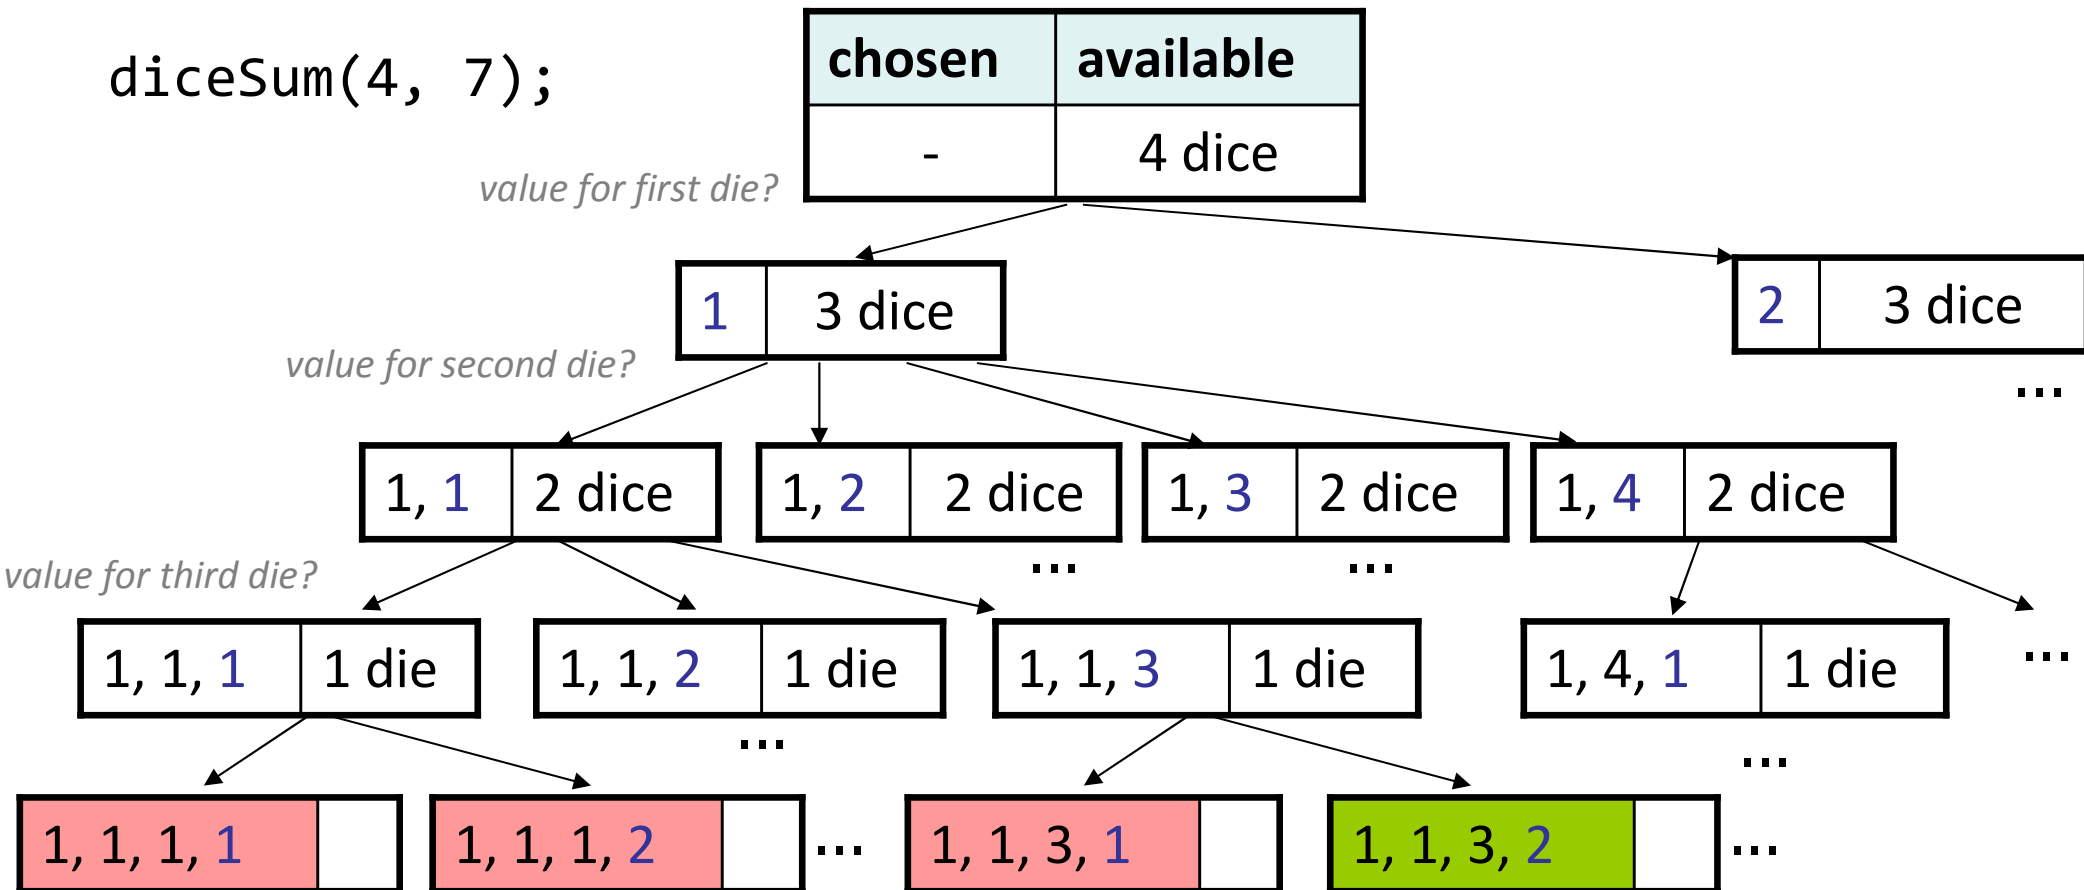 diceSum(4, 7);
chosen available
- 4 dice
value for first die?
1 3 dice
2 3 dice
value for second die?
...
1, 1 2 dice
1, 2 2 dice
1, 3 2 dice
1, 4 2 dice
value for third die?
... ...
1, 1, 1 1 die
1, 1, 2 1 die
1, 1, 3 1 die
1, 4, 1 1 die
...
... ...
1, 1, 1, 1
1, 1, 1, 2
...
1, 1, 3, 1
1, 1, 3, 2
...